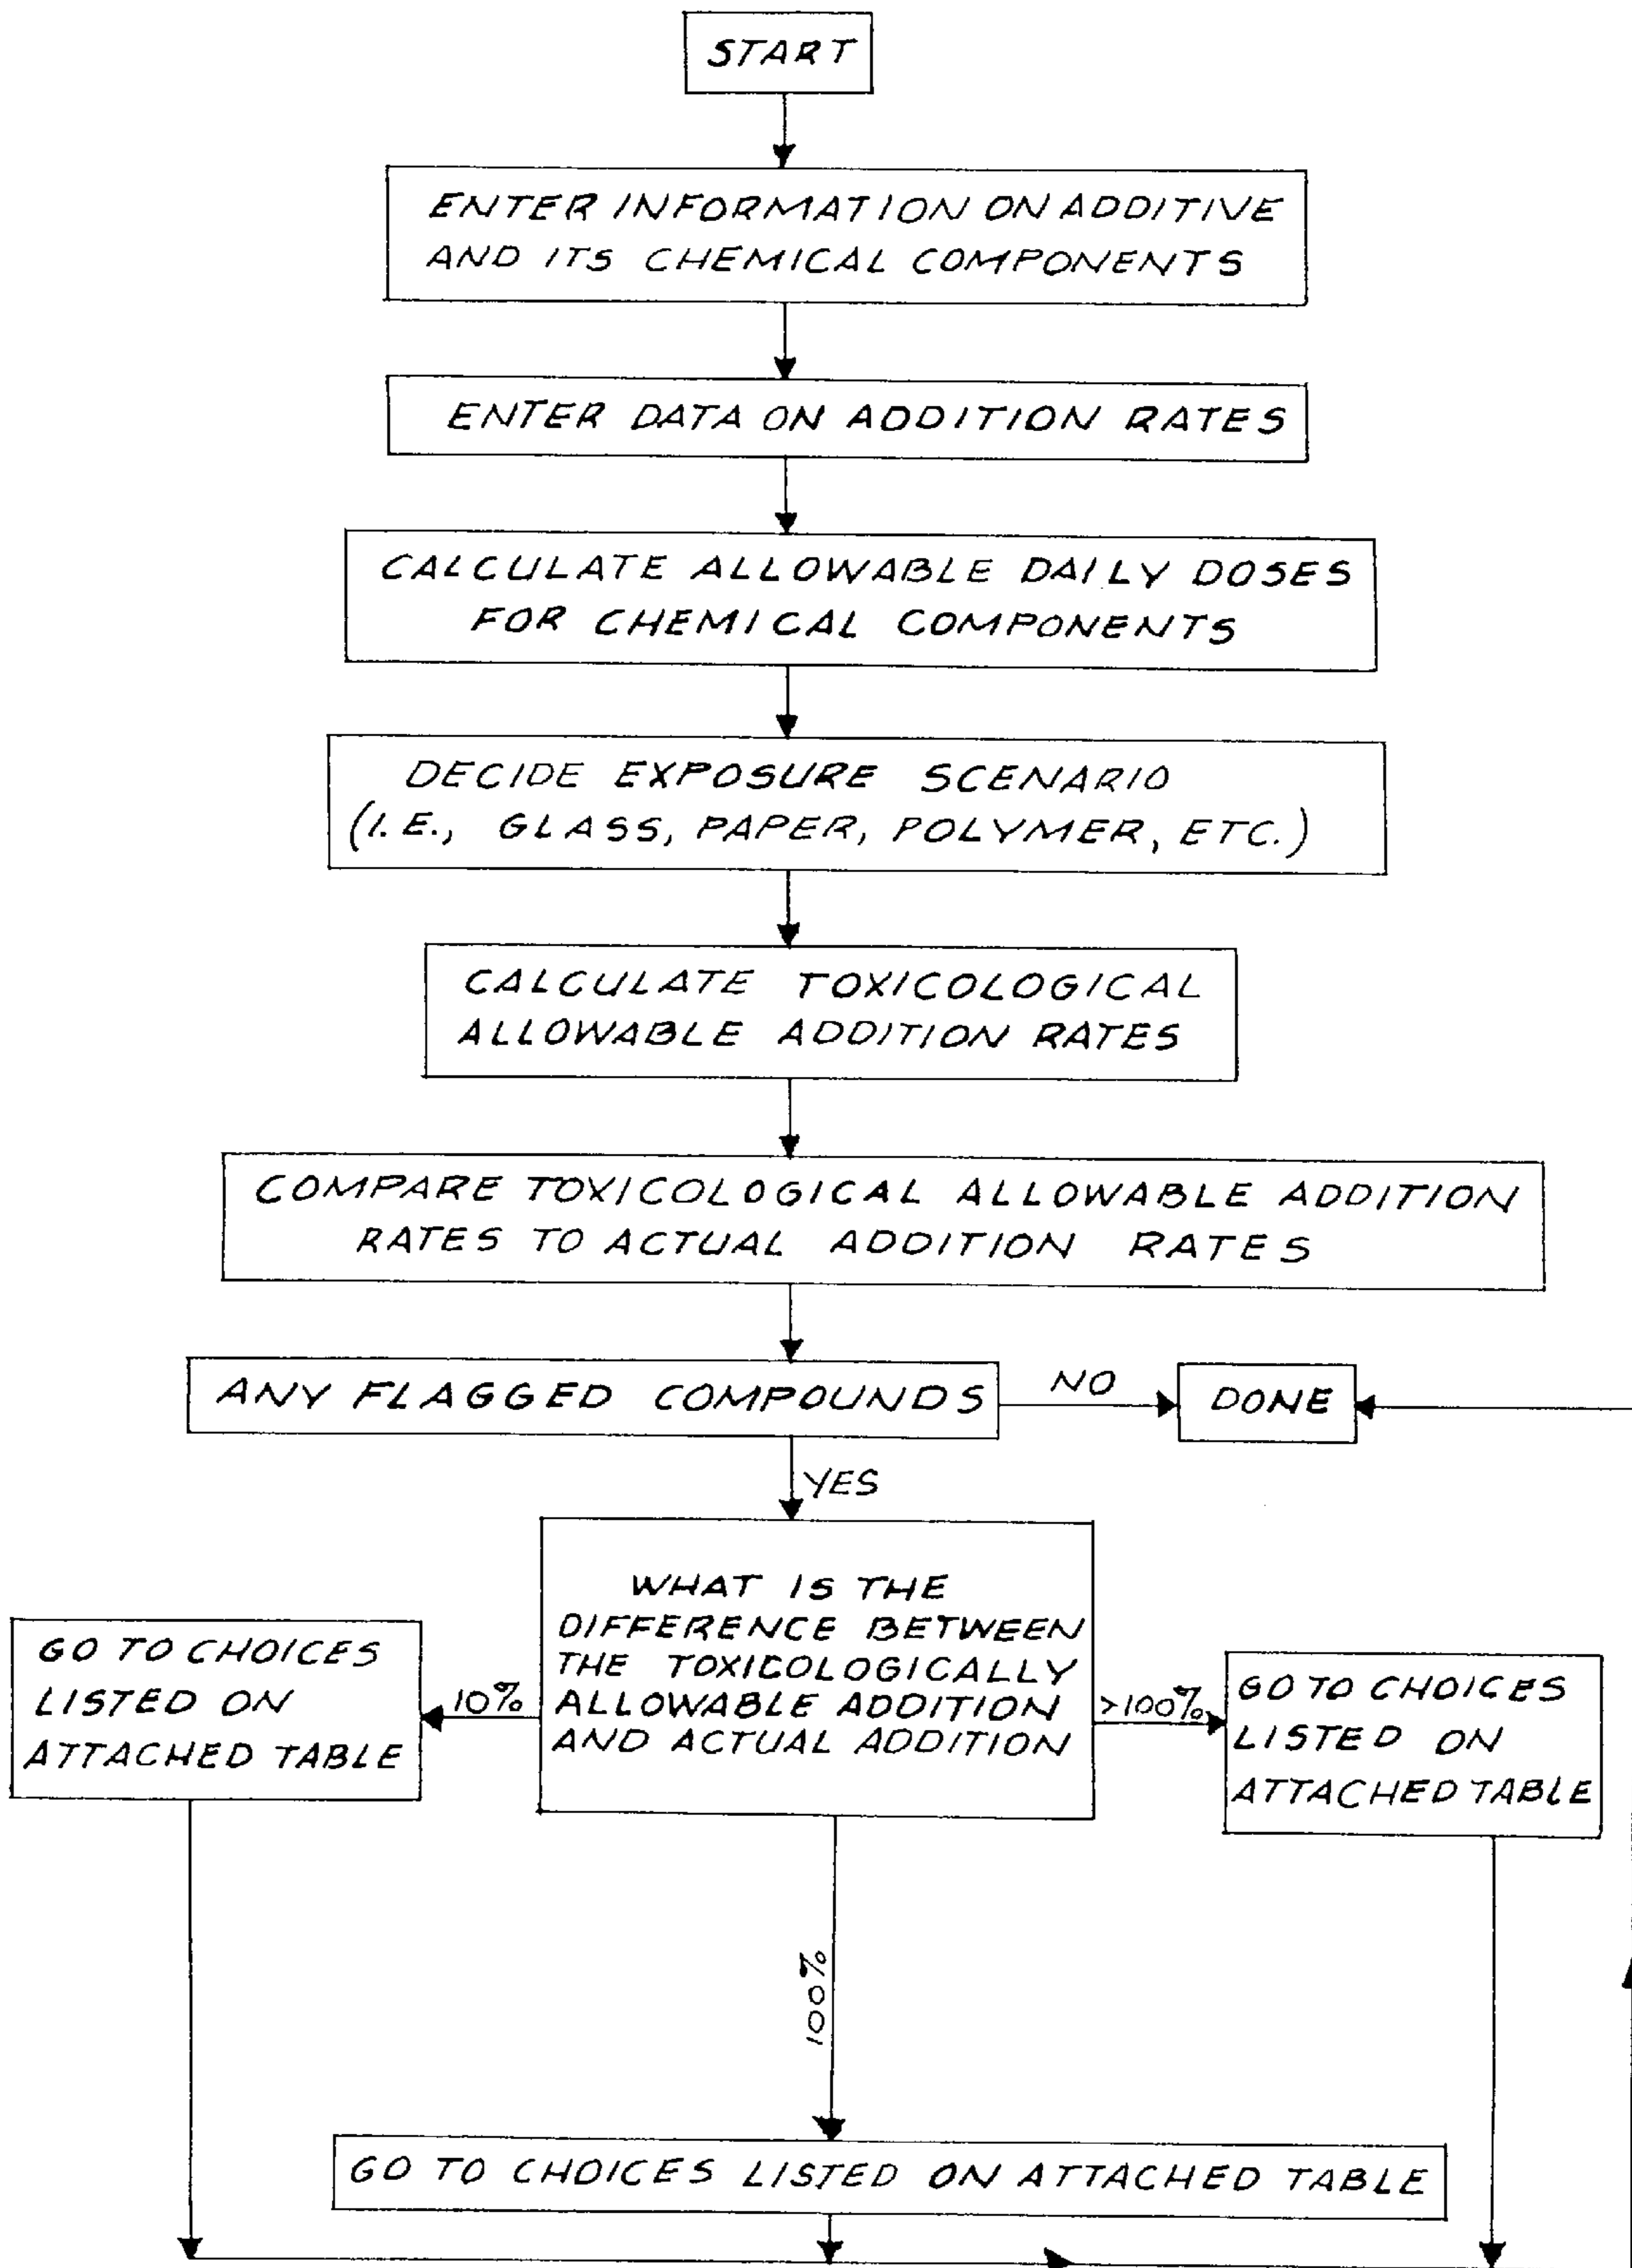 START
ENTER INFORMATION ON ADDITIVE
AND ITS CHEMICAL COMPONENTS
ENTER DATA ON ADDITION RATES
CALCULATE ALLOWABLE DAILY DOSES
FOR CHEMICAL COMPONENTS
DECIDE EXPOSURE SCENARIO
(I.E., GLASS, PAPER, POLYMER, ETC.)
CALCULATE TOXICOLOGICAL
ALLOWABLE ADDITION RATES
COMPARE TOXICOLOGICAL ALLOWABLE ADDITION
RATES TO ACTUAL ADDITION RATES
ANY FLAGGED COMPOUNDS
NO
DONE
YES
WHAT IS THE
DIFFERENCE BETWEEN
THE TOXICOLOGICALLY
ALLOWABLE ADDITION
AND ACTUAL ADDITION
10%
GO TO CHOICES
LISTED ON
ATTACHED TABLE
>100%
GO TO CHOICES
LISTED ON
ATTACHED TABLE
100%
GO TO CHOICES LISTED ON ATTACHED TABLE